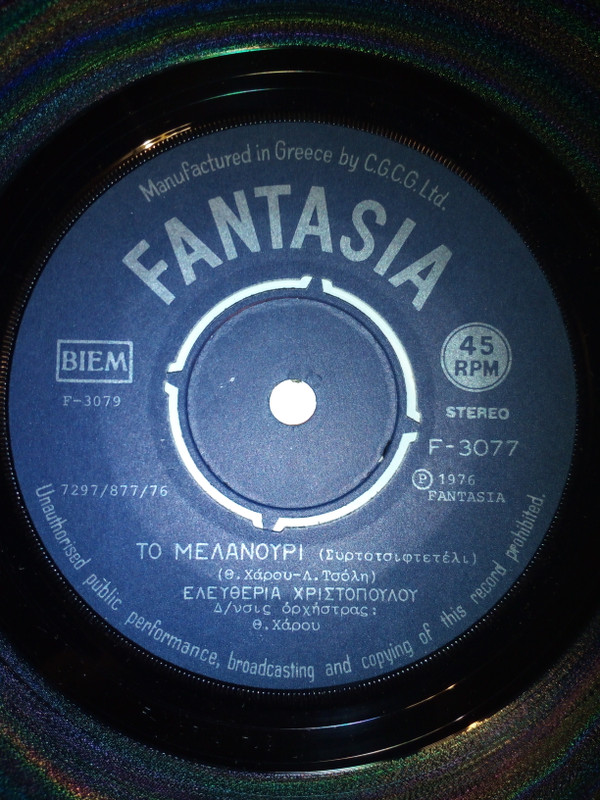 Manufactured in Greece by C.G.C.G. Ltd.
FANTASIA
BIEM
F-3079
45
RPM
STEREO
F-3077
7297/877/76
Ⓟ 1976
FANTASIA
ΤΟ ΜΕΛΑΝΟΥΡΙ (Συρτοτσιφτετέλι)
(Θ.Χάρου-Λ.Τσόλη)
ΕΛΕΥΘΕΡΙΑ ΧΡΙΣΤΟΠΟΥΛΟΥ
Δ/νσις ὀρχήστρας:
Θ.Χάρου
Unauthorised public performance, broadcasting and copying of this record prohibited.